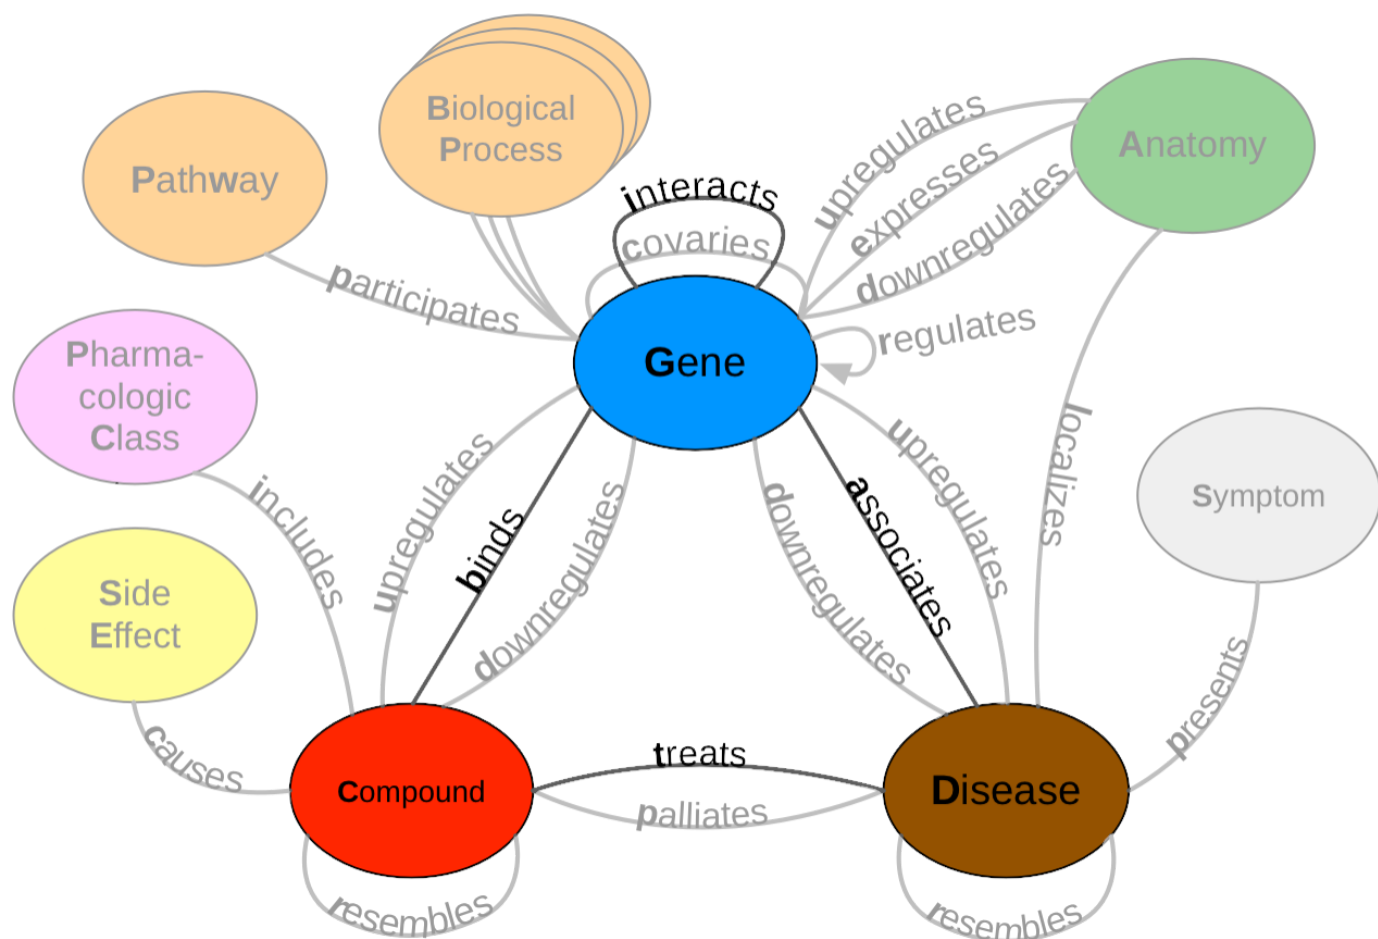 Biological
Process
Pathway
Anatomy
interacts
covaries
upregulates
expresses
downregulates
participates
regulates
Gene
Pharma-
cologic
Class
includes
upregulates
binds
downregulates
downregulates
associates
upregulates
localizes
Symptom
Side
Effect
causes
presents
treats
Compound
palliates
Disease
resembles
resembles